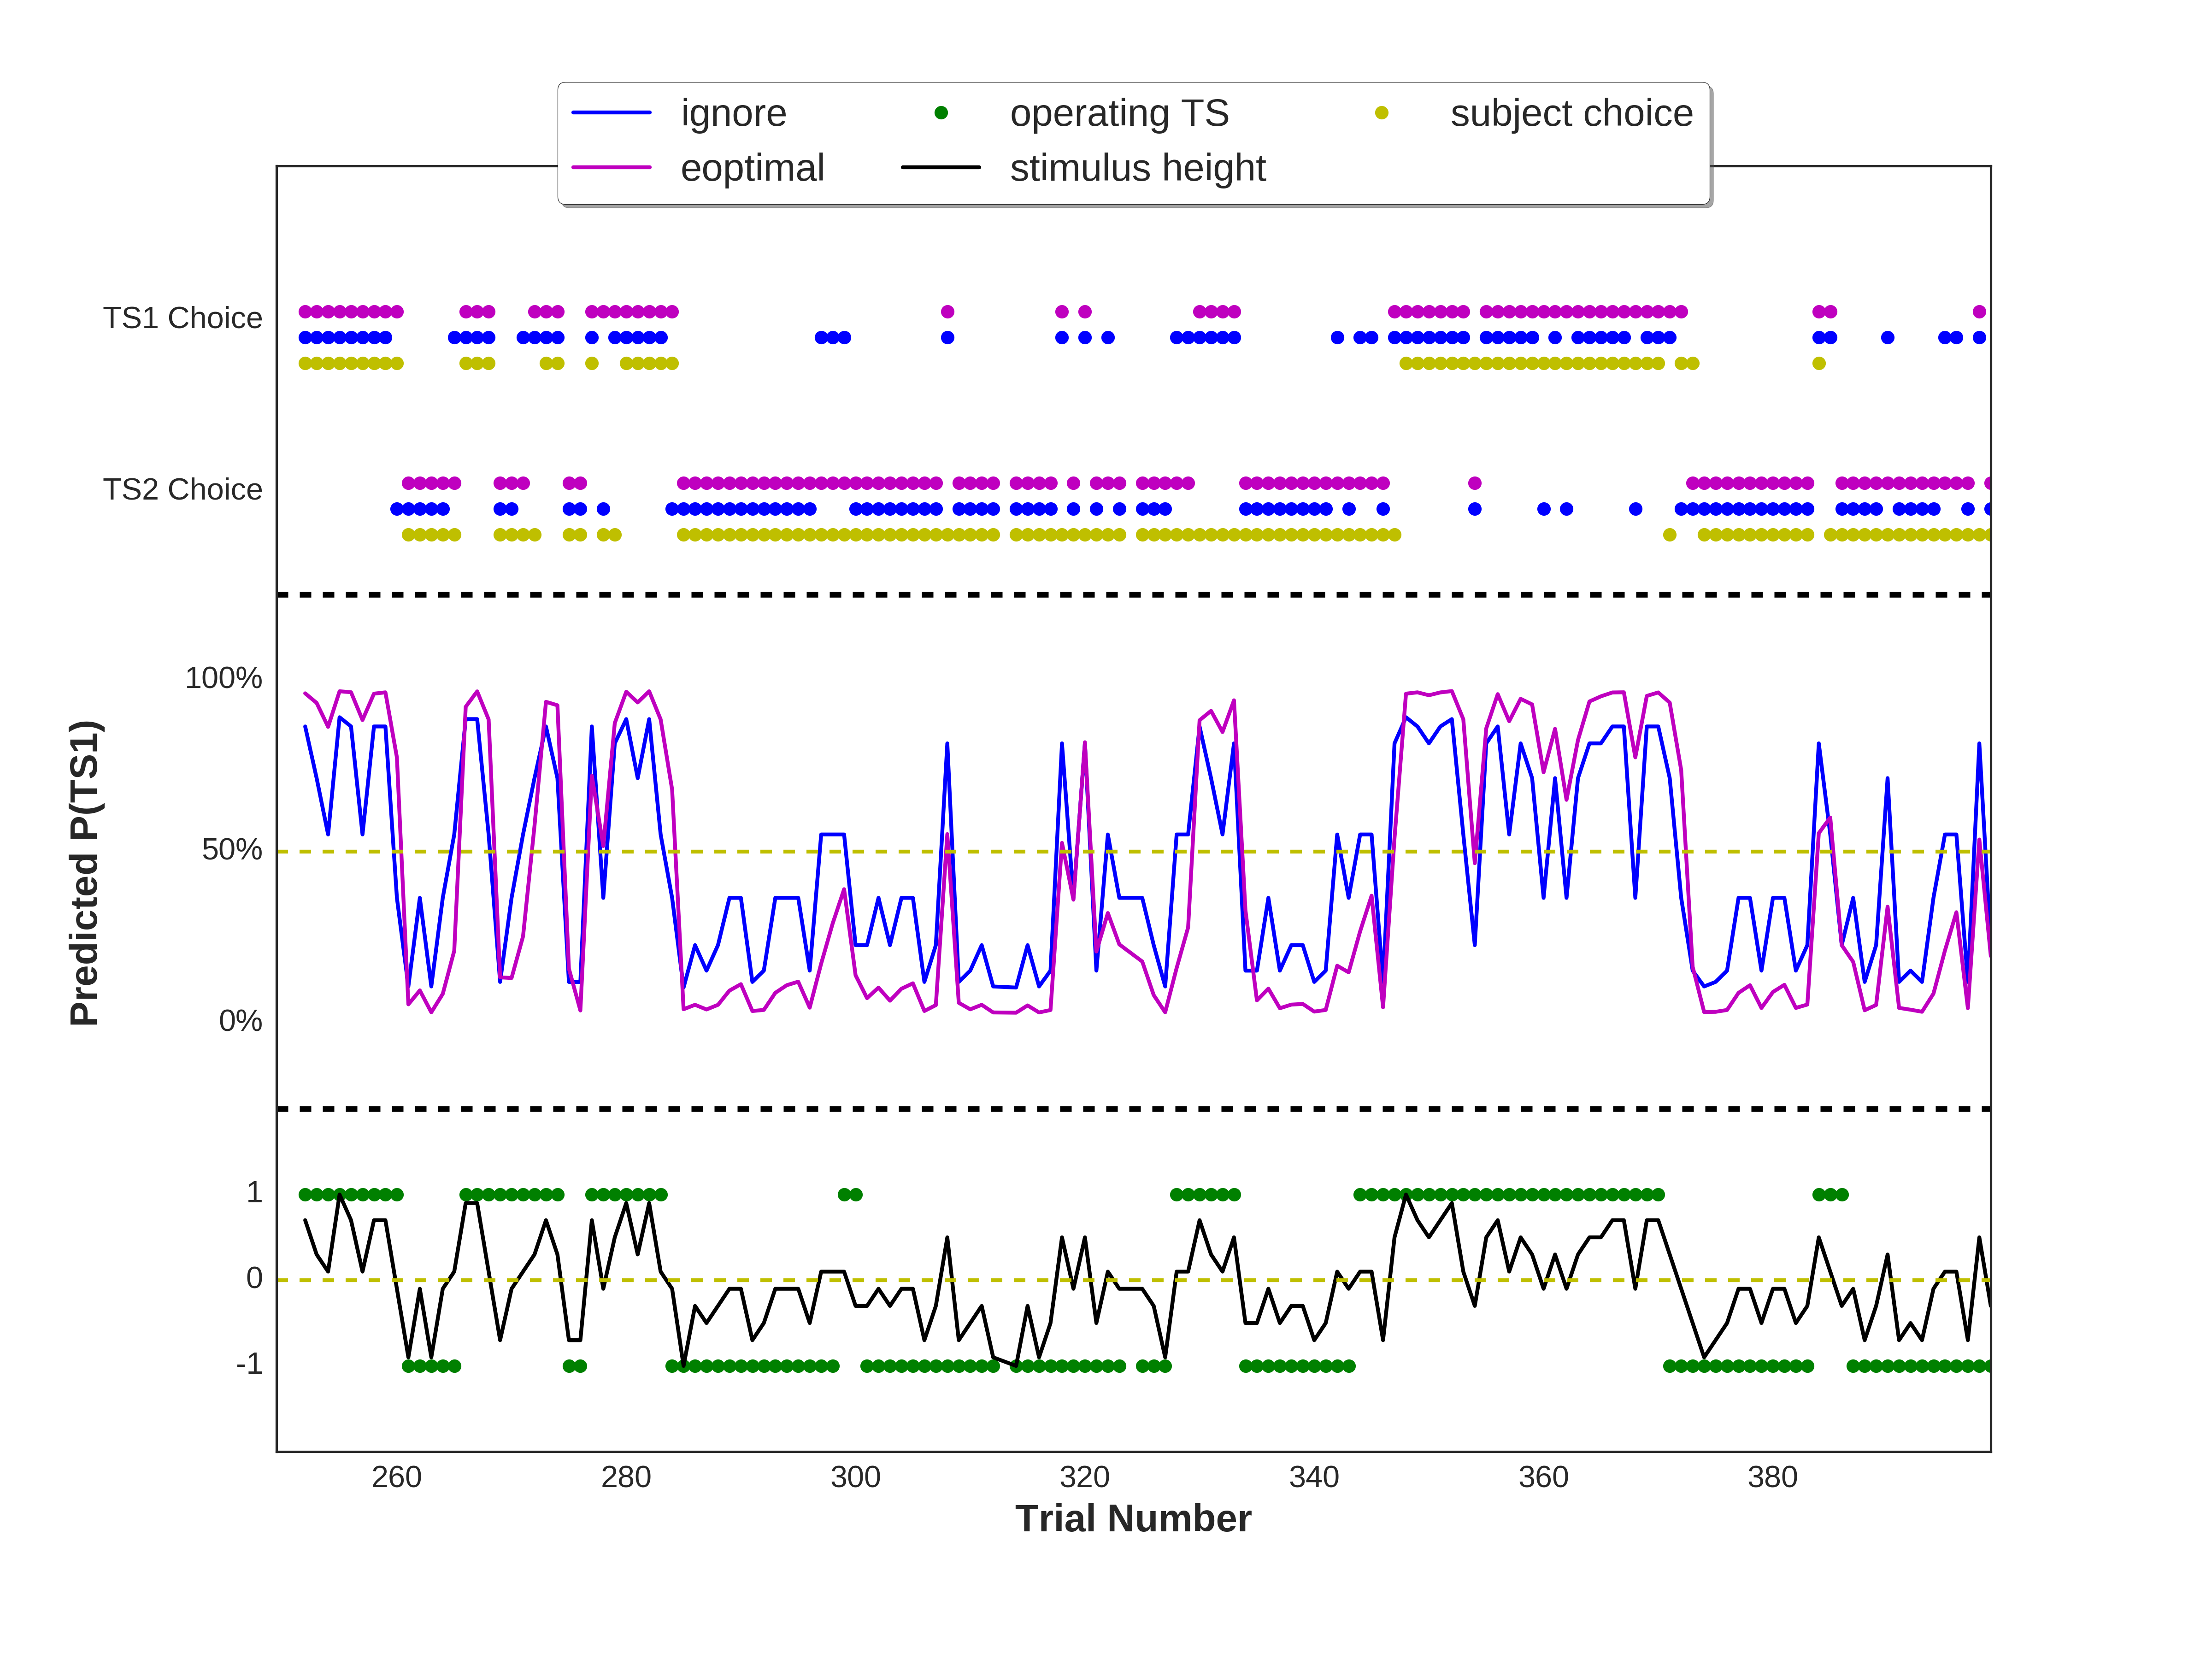 ignore
operating TS
subject choice
eoptimal
stimulus height
TS1 Choice
TS2 Choice
100%
50%
0%
Predicted P(TS1)
1
0
-1
260 280 300 320 340 360 380
Trial Number